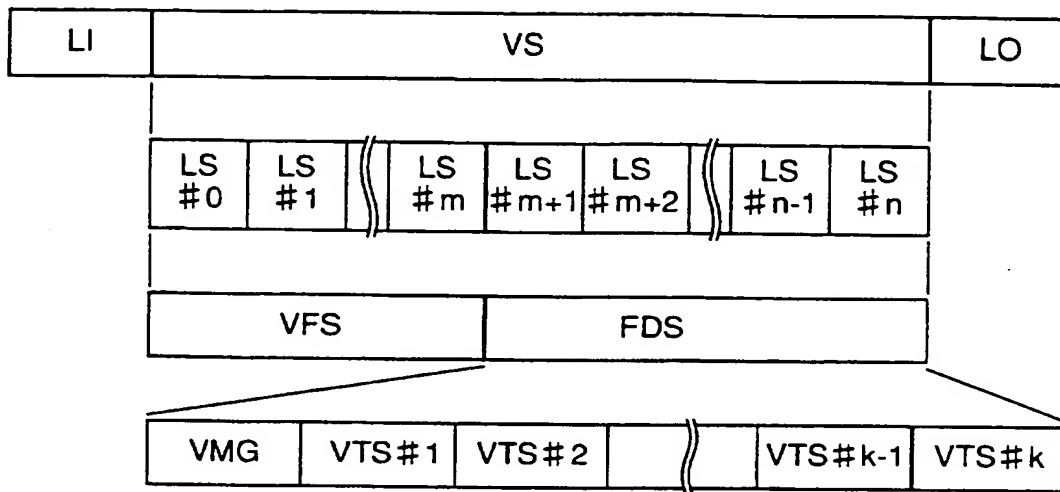 LI VS LO
LS LS LS LS LS LS LS
#0 #1 #m #m+1 #m+2 #n-1 #n
VFS FDS
VMG VTS#1 VTS#2 VTS#k-1 VTS#k